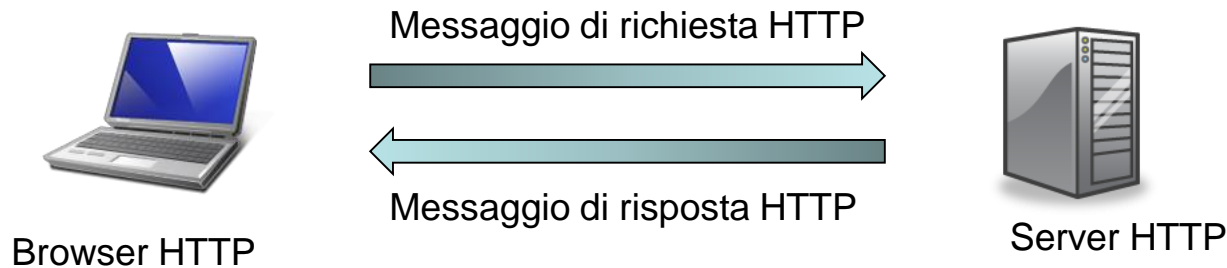 Messaggio di richiesta HTTP
Messaggio di risposta HTTP
Browser HTTP
Server HTTP